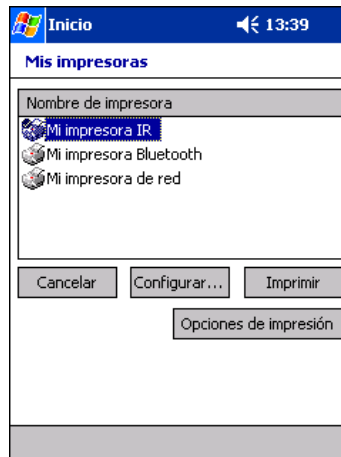 Inicio 13:39
Mis impresoras
Nombre de impresora
Mi impresora IR
Mi impresora Bluetooth
Mi impresora de red
Cancelar Configurar... Imprimir
Opciones de impresión